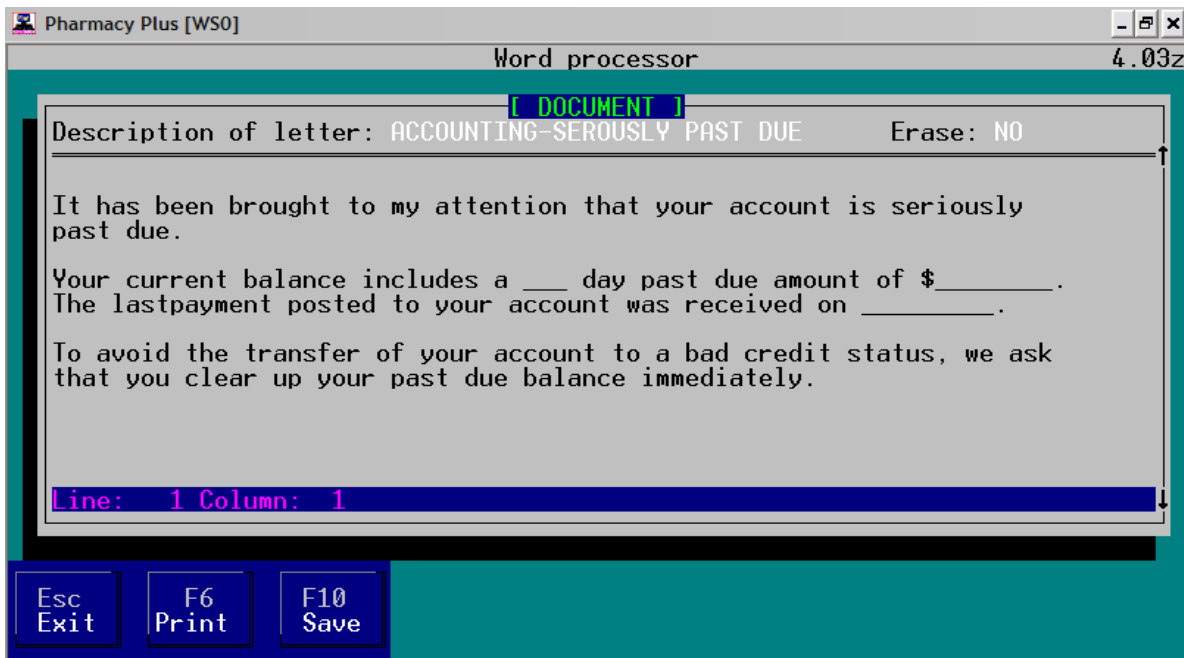 Pharmacy Plus [WS0]
Word processor 4.03z
[ DOCUMENT ]
Description of letter: ACCOUNTING-SEROUSLY PAST DUE Erase: NO
It has been brought to my attention that your account is seriously
past due.
Your current balance includes a ___ day past due amount of $________.
The lastpayment posted to your account was received on _________.
To avoid the transfer of your account to a bad credit status, we ask
that you clear up your past due balance immediately.
Line: 1 Column: 1
Esc F6 F10
Exit Print Save